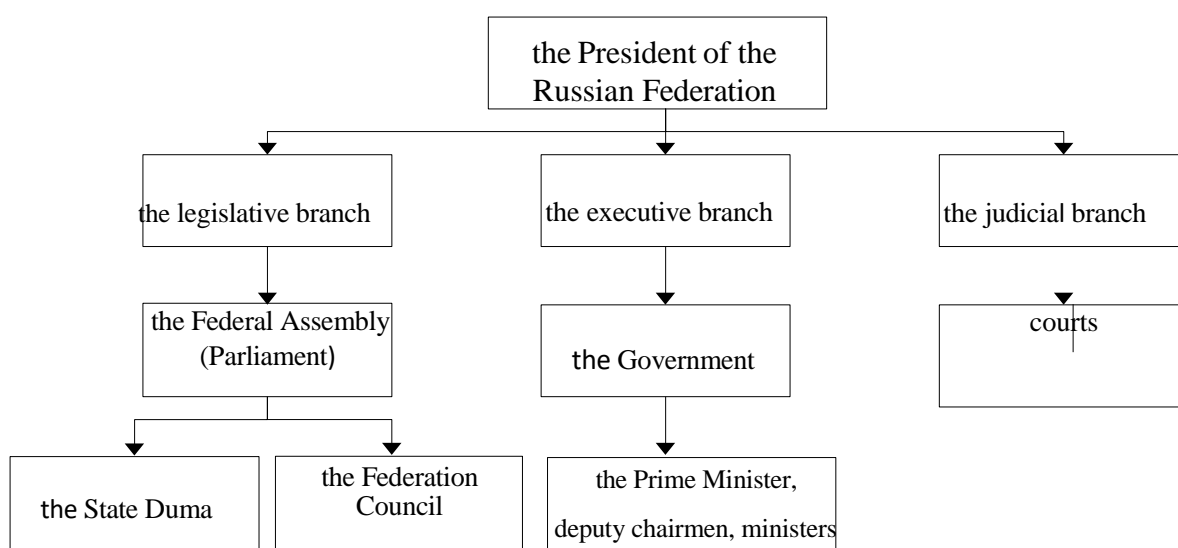 the President of the
Russian Federation
the legislative branch
the executive branch
the judicial branch
the Federal Assembly
(Parliament)
the Government
courts
the State Duma
the Federation
Council
the Prime Minister,
deputy chairmen, ministers